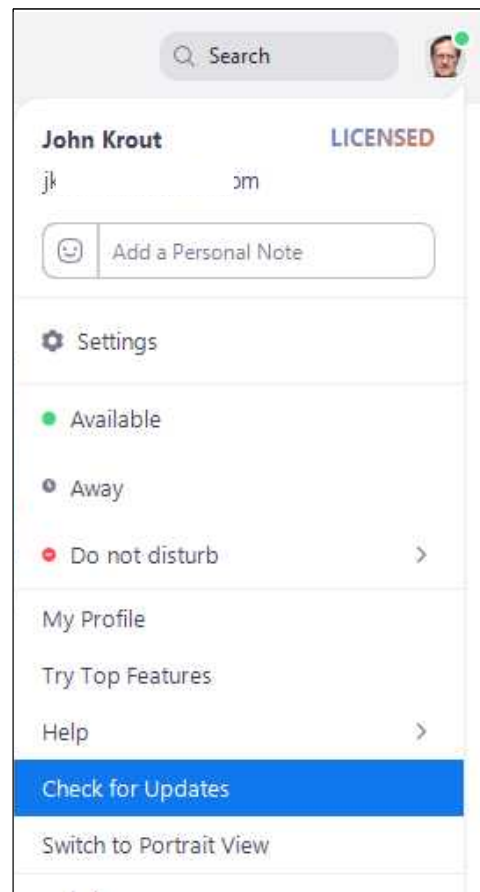 Search
John Krout
LICENSED
Add a Personal Note
Settings
Available
Away
Do not disturb
My Profile
Try Top Features
Help
Check for Updates
Switch to Portrait View